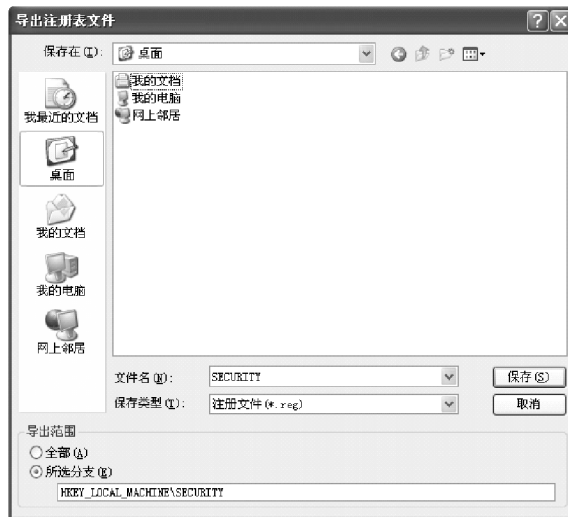 导出注册表文件
保存在(I):
桌面
我最近的文档
桌面
我的文档
我的电脑
网上邻居
我的文档
我的电脑
网上邻居
文件名(N):
SECURITY
保存(S)
保存类型(T):
注册文件(*.reg)
取消
导出范围
全部(A)
所选分支(E)
HKEY_LOCAL_MACHINE\SECURITY